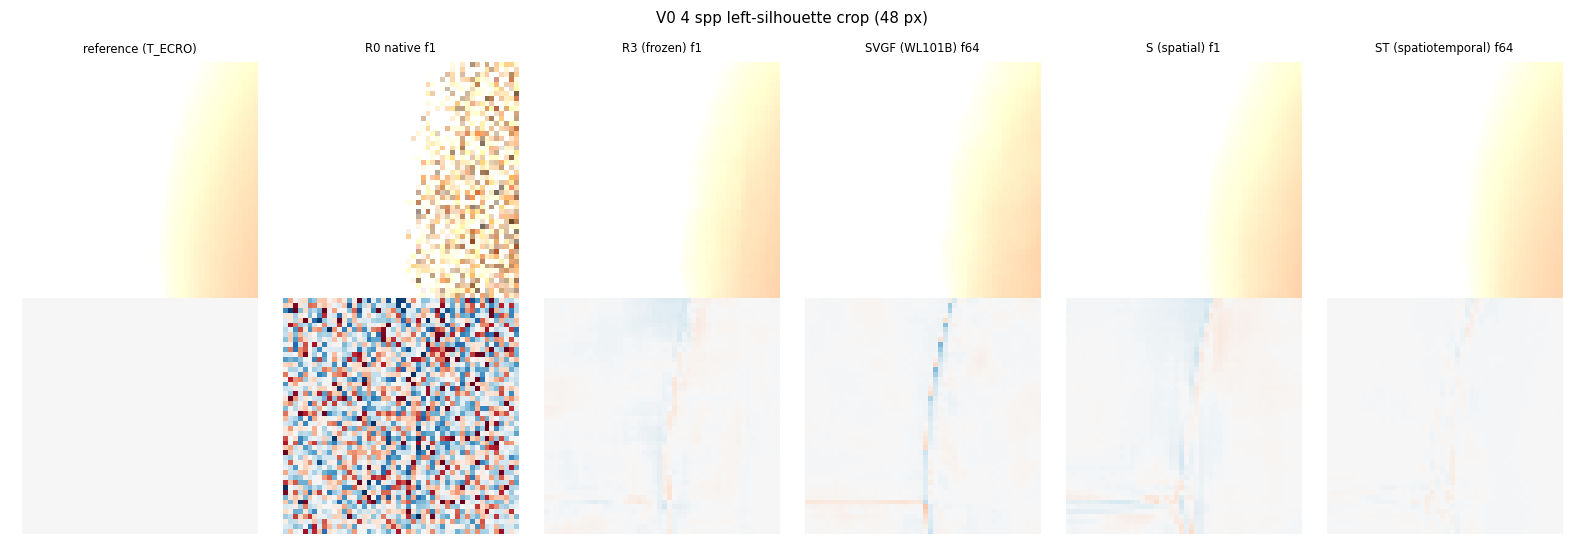 V0 4 spp left-silhouette crop (48 px)
reference (T_ECRO)
R0 native f1
R3 (frozen) f1
SVGF (WL101B) f64
S (spatial) f1
ST (spatiotemporal) f64